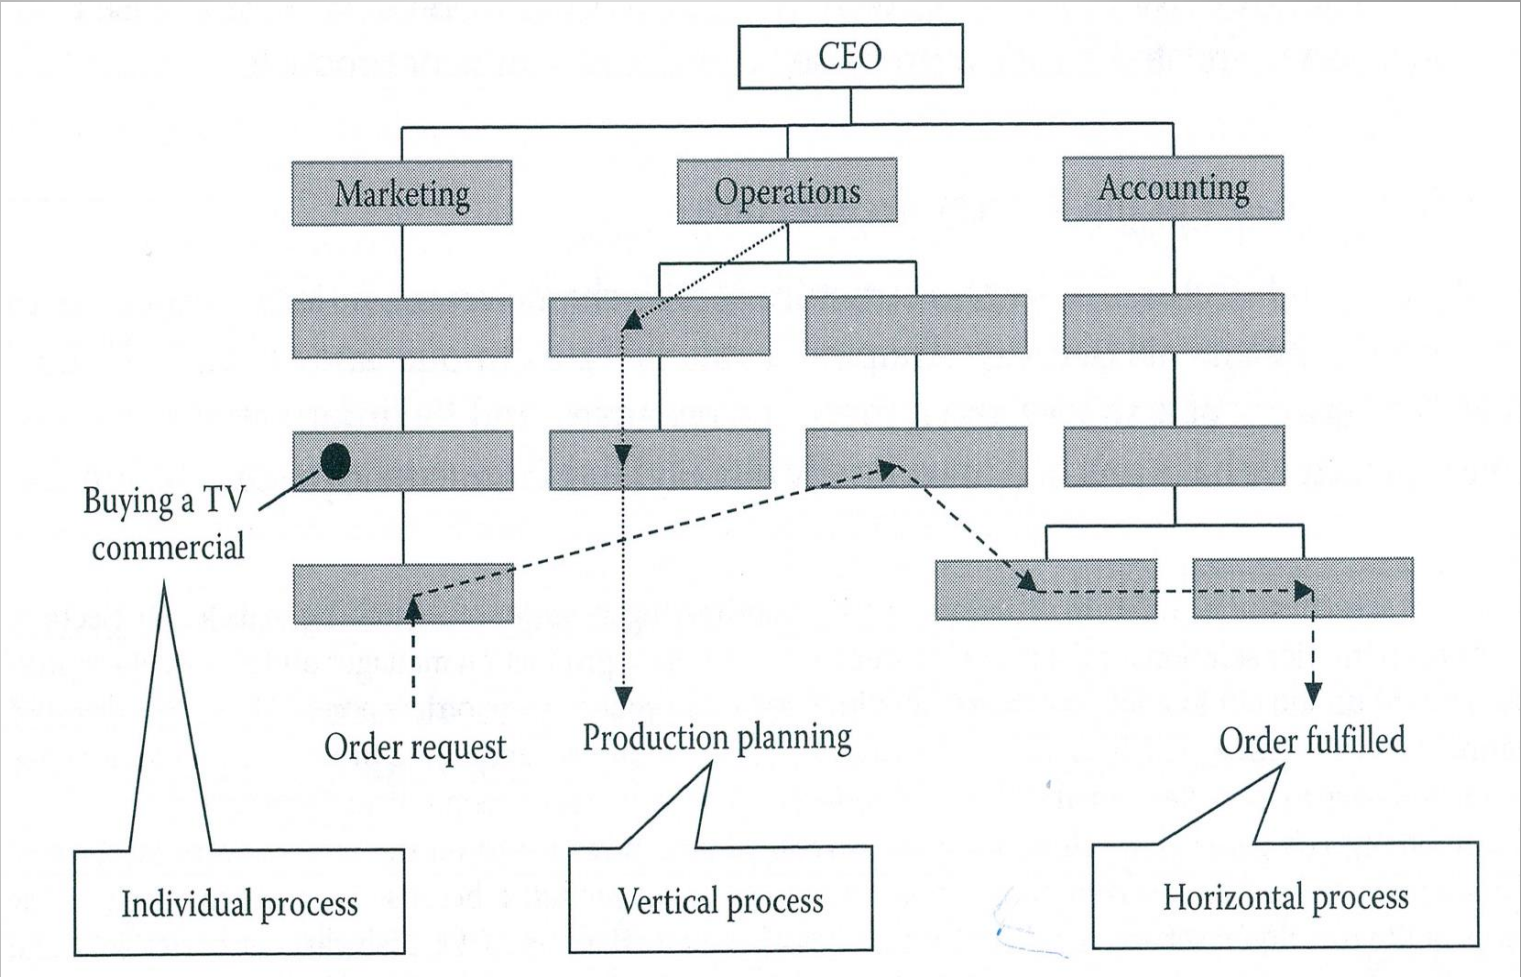 CEO
Marketing
Operations
Accounting
Buying a TV
commercial
Order request
Production planning
Order fulfilled
Individual process
Vertical process
Horizontal process